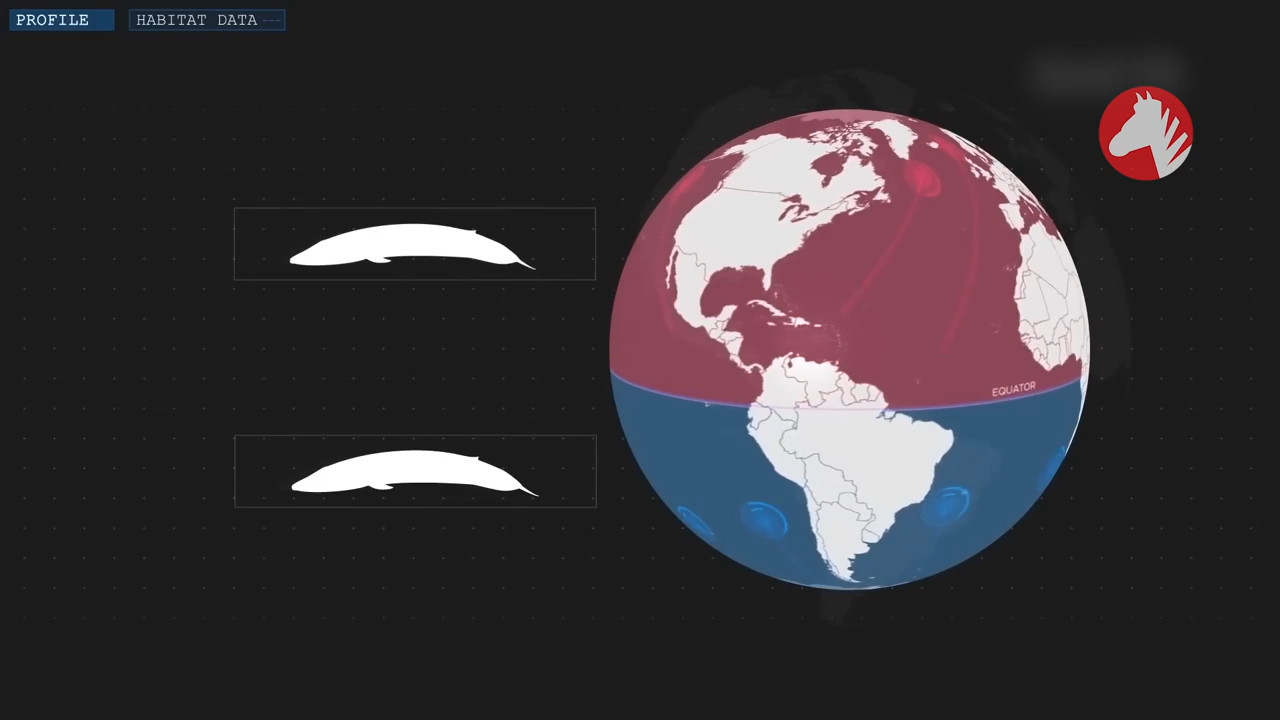 PROFILE
HABITAT DATA ---
EQUATOR